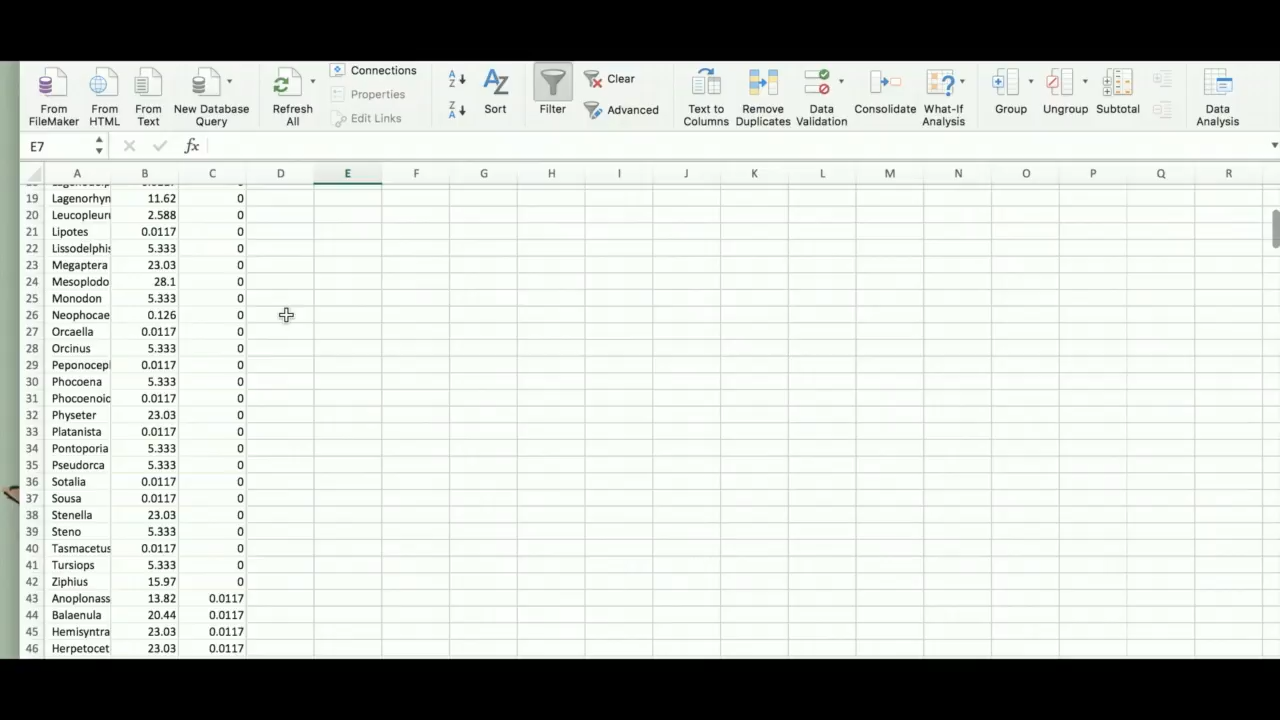 Connections
Properties
Edit Links
Clear
Advanced
From FileMaker
From HTML
From Text
New Database Query
Refresh All
Sort
Filter
Text to Columns
Remove Duplicates
Data Validation
Consolidate
What-If Analysis
Group
Ungroup
Subtotal
Data Analysis
E7 fx
A B C D E F G H I J K L M N O P Q R
19 Lagenorhyn 11.62 0
20 Leucopleuru 2.588 0
21 Lipotes 0.0117 0
22 Lissodelphis 5.333 0
23 Megaptera 23.03 0
24 Mesoplodo 28.1 0
25 Monodon 5.333 0
26 Neophocae 0.126 0
27 Orcaella 0.0117 0
28 Orcinus 5.333 0
29 Peponocepl 0.0117 0
30 Phocoena 5.333 0
31 Phocoenoid 0.0117 0
32 Physeter 23.03 0
33 Platanista 0.0117 0
34 Pontoporia 5.333 0
35 Pseudorca 5.333 0
36 Sotalia 0.0117 0
37 Sousa 0.0117 0
38 Stenella 23.03 0
39 Steno 5.333 0
40 Tasmacetus 0.0117 0
41 Tursiops 5.333 0
42 Ziphius 15.97 0
43 Anoplonass 13.82 0.0117
44 Balaenula 20.44 0.0117
45 Hemisyntra 23.03 0.0117
46 Herpetocet 23.03 0.0117